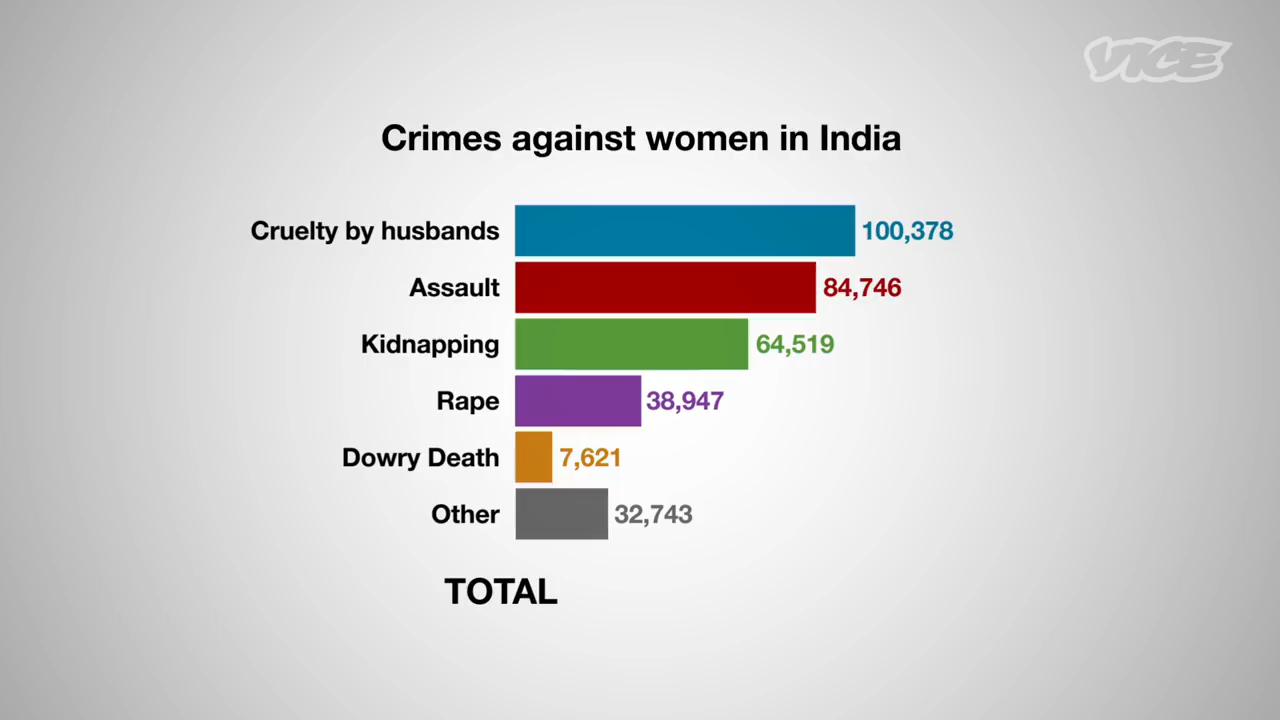 VICE
Crimes against women in India
Cruelty by husbands 100,378
Assault 84,746
Kidnapping 64,519
Rape 38,947
Dowry Death 7,621
Other 32,743
TOTAL